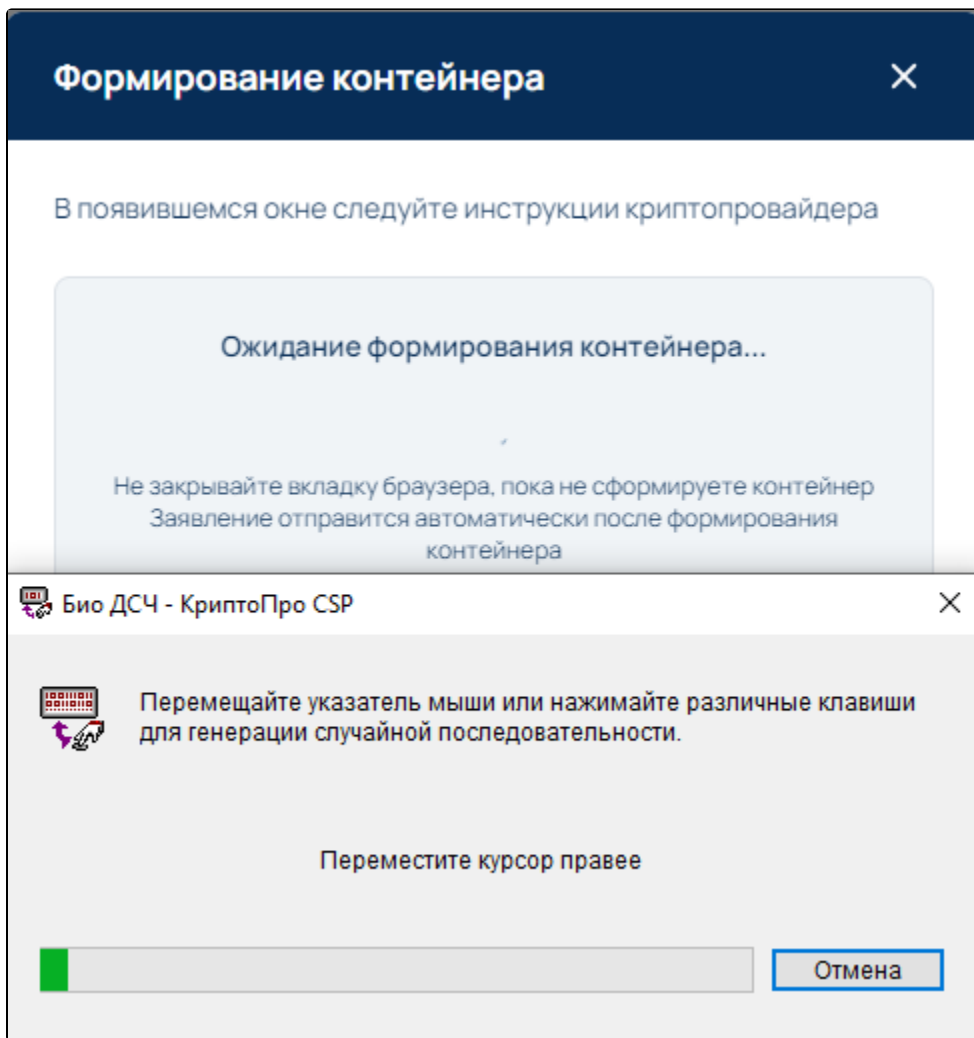 Формирование контейнера
В появившемся окне следуйте инструкции криптопровайдера
Ожидание формирования контейнера...
Не закрывайте вкладку браузера, пока не сформируете контейнер
Заявление отправится автоматически после формирования
контейнера
Био ДСЧ - КриптоПро CSP
Перемещайте указатель мыши или нажимайте различные клавиши
для генерации случайной последовательности.
Переместите курсор правее
Отмена